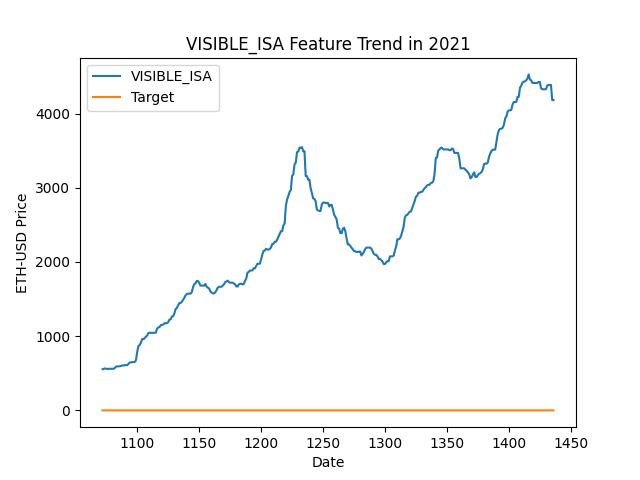 VISIBLE_ISA Feature Trend in 2021
VISIBLE_ISA
Target
ETH-USD Price
4000
3000
2000
1000
0
1100 1150 1200 1250 1300 1350 1400 1450
Date